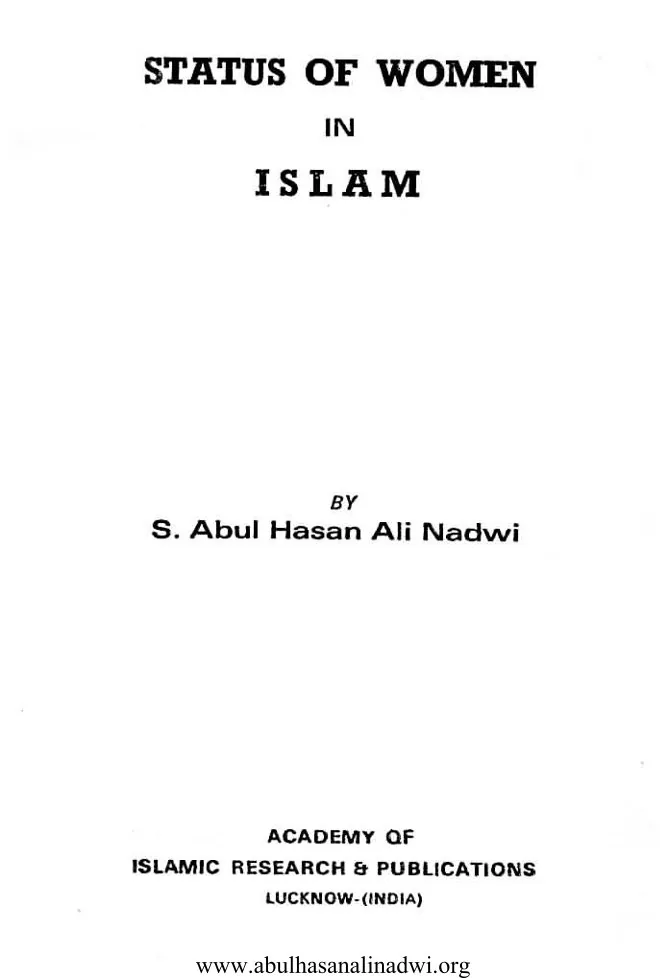 STATUS OF WOMEN
IN
ISLAM
BY
S. Abul Hasan Ali Nadwi
ACADEMY OF
ISLAMIC RESEARCH & PUBLICATIONS
LUCKNOW-(INDIA)
www.abulhasanalinadwi.org